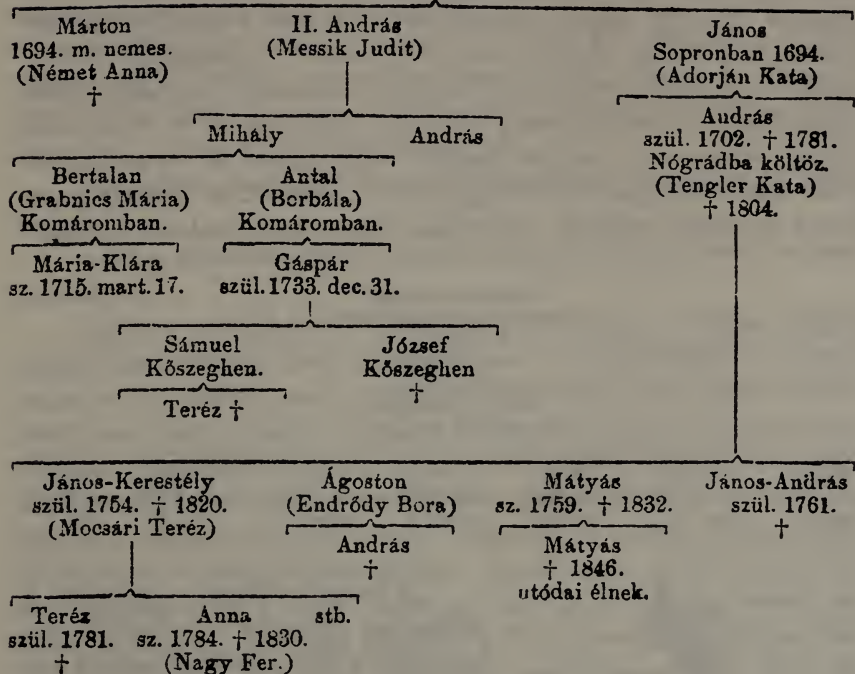 Márton II. András János
1694. m. nemes. (Messik Judit) Sopronban 1694.
(Német Anna) (Adorján Kata)
†
Mihály András András
szül. 1702. † 1781.
Nógrádba költöz.
(Tengler Kata)
† 1804.
Bertalan Antal
(Grabnics Mária) (Borbála)
Komáromban. Komáromban.
Mária-Klára Gáspár
sz. 1715. mart. 17. szül. 1733. dec. 31.
Sámuel József
Kőszeghen. Kőszeghen
†
Teréz †
János-Kerestély Ágoston Mátyás János-András
szül. 1754. † 1820. (Endrődy Bora) sz. 1759. † 1832. szül. 1761.
(Mocsári Teréz) †
András Mátyás
† † 1846.
utódai élnek.
Teréz Anna stb.
szül. 1781. sz. 1784. † 1830.
† (Nagy Fer.)